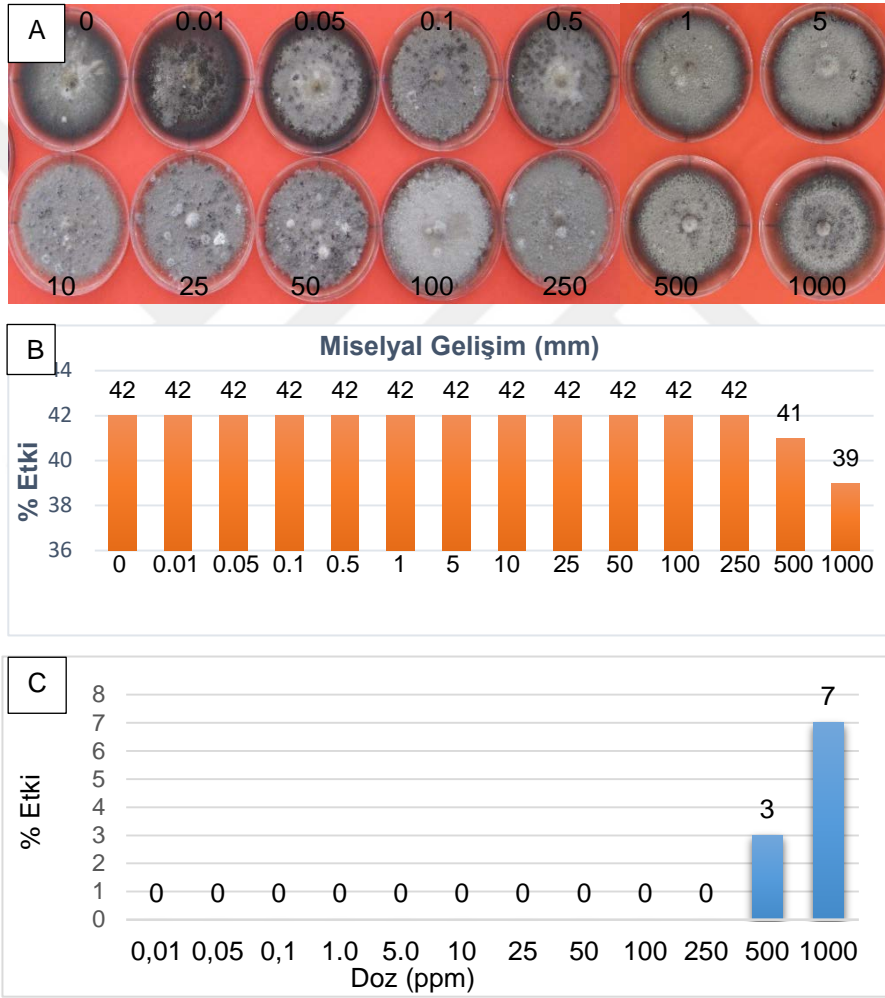 A
0 0.01 0.05 0.1 0.5 1 5
10 25 50 100 250 500 1000
B
Miselyal Gelişim (mm)
% Etki
44
42
40
38
36
42 42 42 42 42 42 42 42 42 42 42 42 41 39
0 0.01 0.05 0.1 0.5 1 5 10 25 50 100 250 500 1000
C
% Etki
8
7
6
5
4
3
2
1
0
0 0 0 0 0 0 0 0 0 0 3 7
0,01 0,05 0,1 1.0 5.0 10 25 50 100 250 500 1000
Doz (ppm)